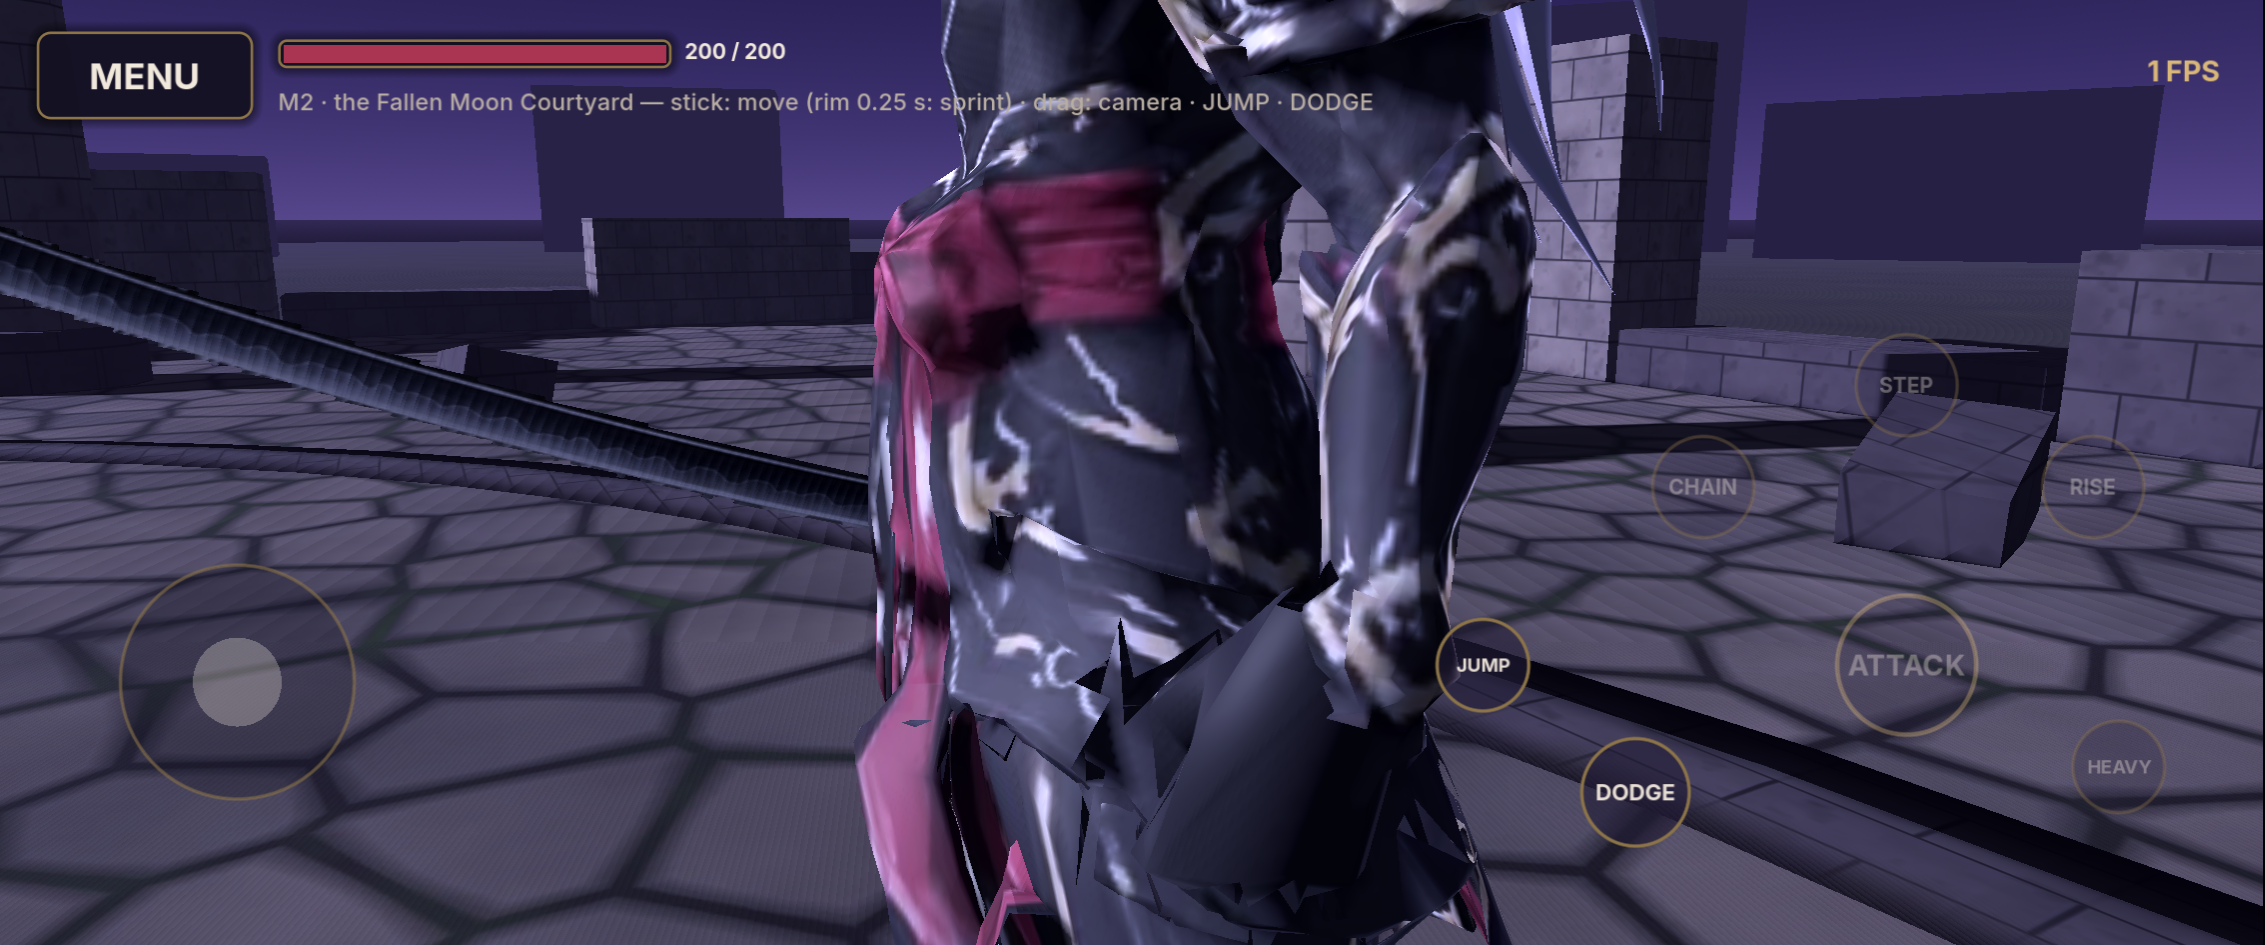 MENU
200 / 200
1 FPS
M2 · the Fallen Moon Courtyard — stick: move (rim 0.25 s: sprint) · drag: camera · JUMP · DODGE
STEP
CHAIN
RISE
JUMP
ATTACK
HEAVY
DODGE